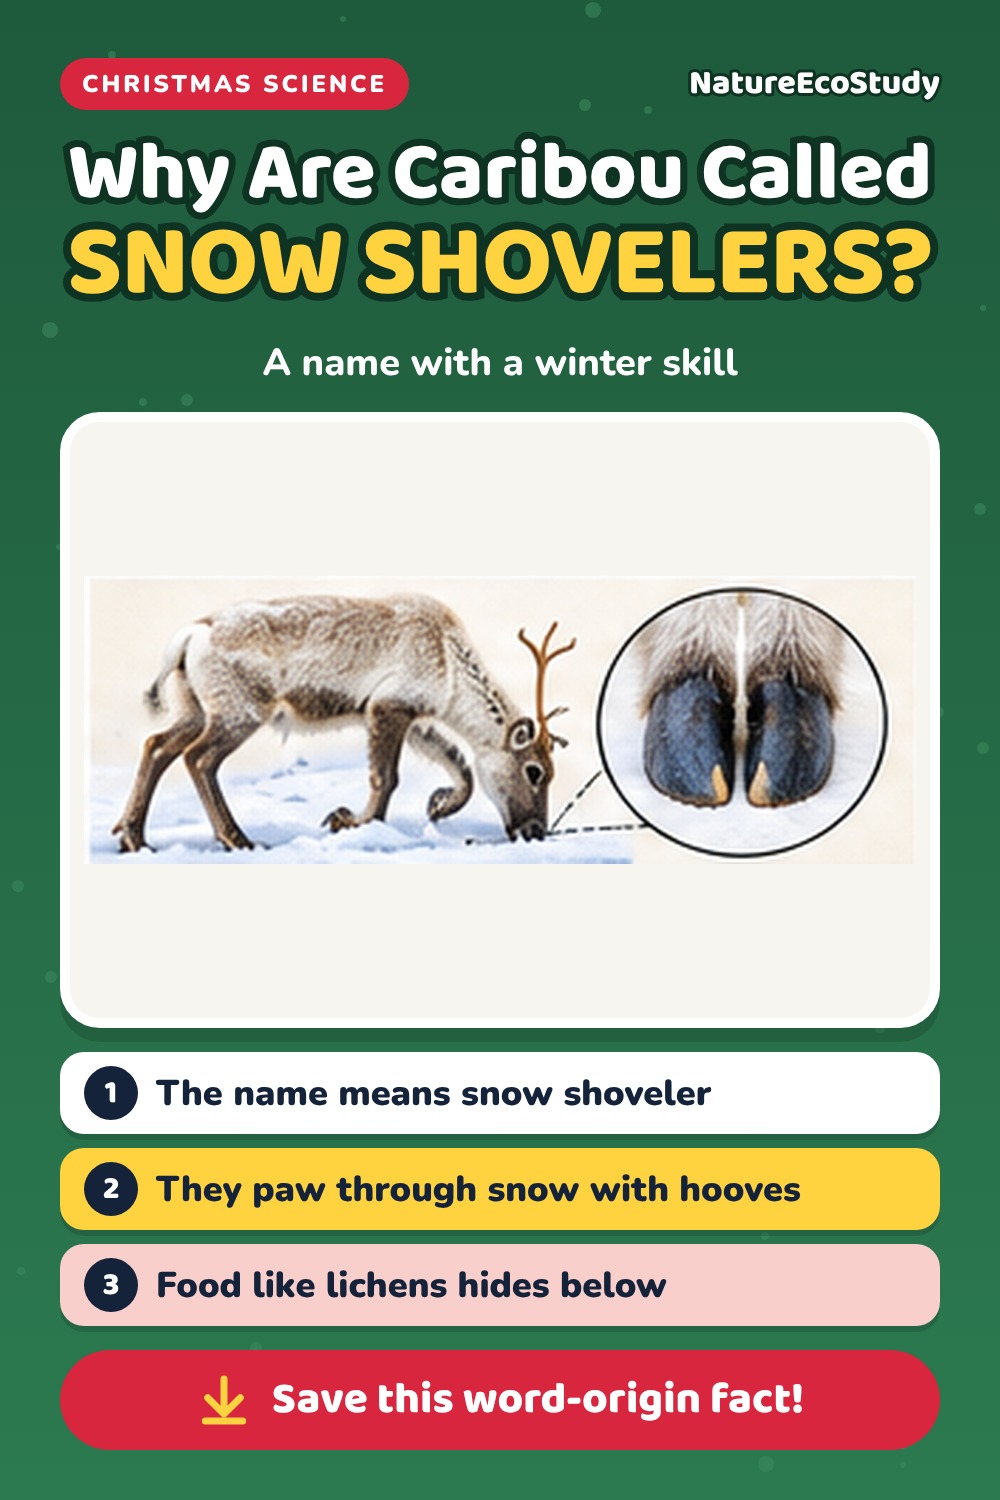 CHRISTMAS SCIENCE
NatureEcoStudy
Why Are Caribou Called
SNOW SHOVELERS?
A name with a winter skill
1 The name means snow shoveler
2 They paw through snow with hooves
3 Food like lichens hides below
Save this word-origin fact!